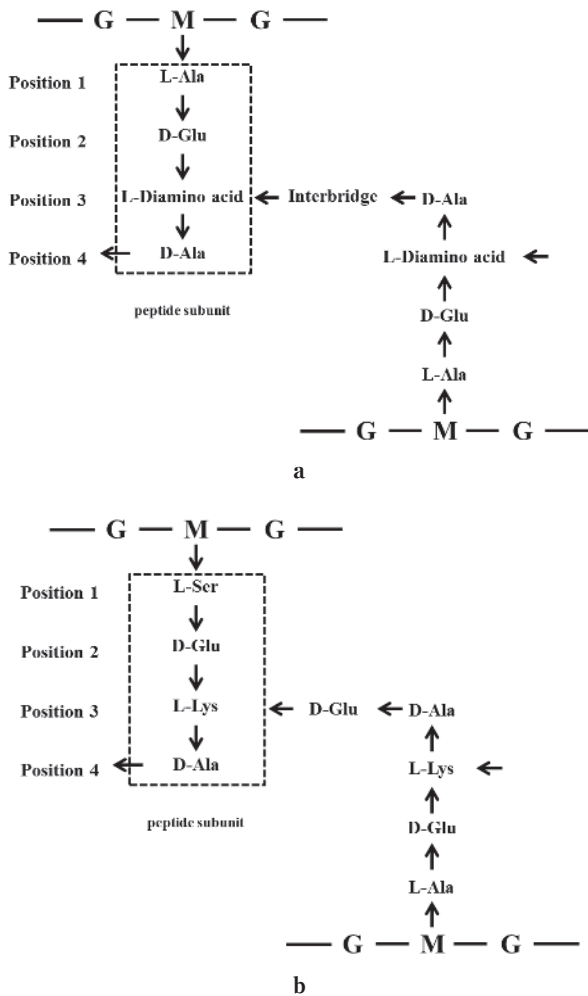 — G — M — G —
Position 1 L-Ala
Position 2 D-Glu
Position 3 L-Diamino acid Interbridge D-Ala
Position 4 D-Ala L-Diamino acid
peptide subunit D-Glu
L-Ala
— G — M — G —
a
— G — M — G —
Position 1 L-Ser
Position 2 D-Glu
Position 3 L-Lys D-Glu D-Ala
Position 4 D-Ala L-Lys
peptide subunit D-Glu
L-Ala
— G — M — G —
b